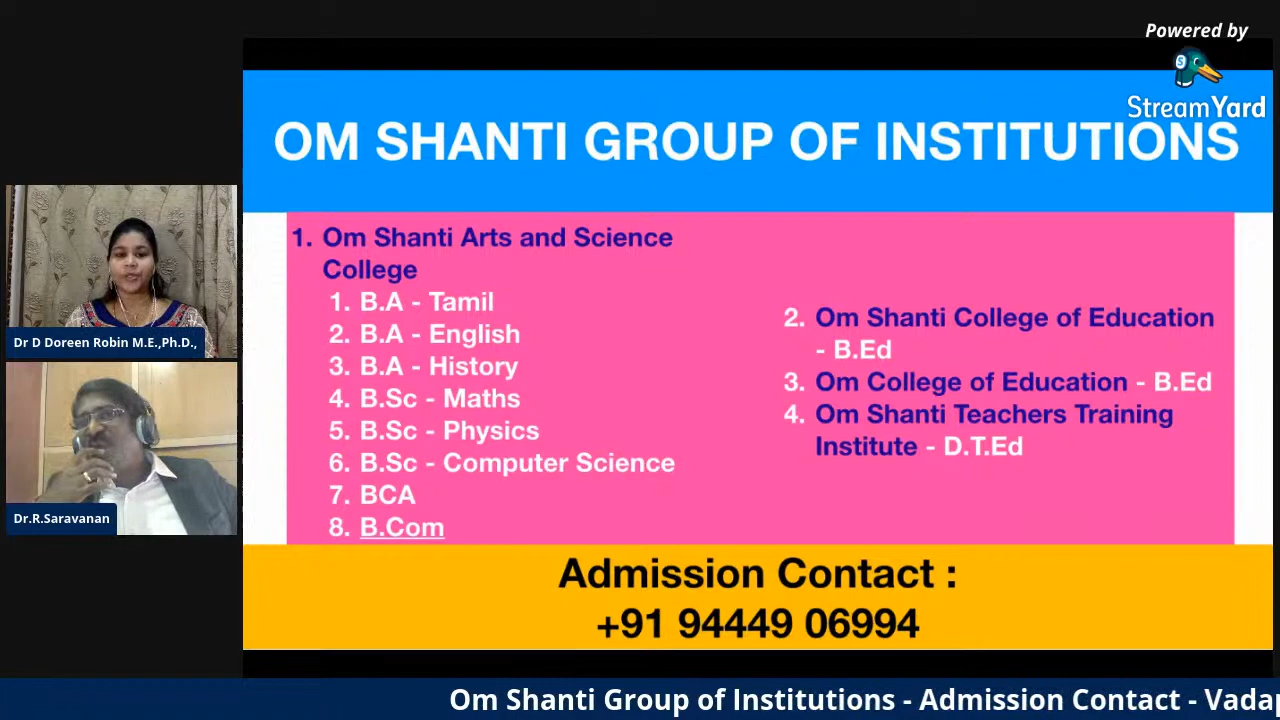 Powered by
StreamYard
OM SHANTI GROUP OF INSTITUTIONS
1. Om Shanti Arts and Science
College
1. B.A - Tamil
2. B.A - English
3. B.A - History
4. B.Sc - Maths
5. B.Sc - Physics
6. B.Sc - Computer Science
7. BCA
8. B.Com
2. Om Shanti College of Education
- B.Ed
3. Om College of Education - B.Ed
4. Om Shanti Teachers Training
Institute - D.T.Ed
Admission Contact :
+91 94449 06994
Dr D Doreen Robin M.E.,Ph.D.,
Dr.R.Saravanan
Om Shanti Group of Institutions - Admission Contact -